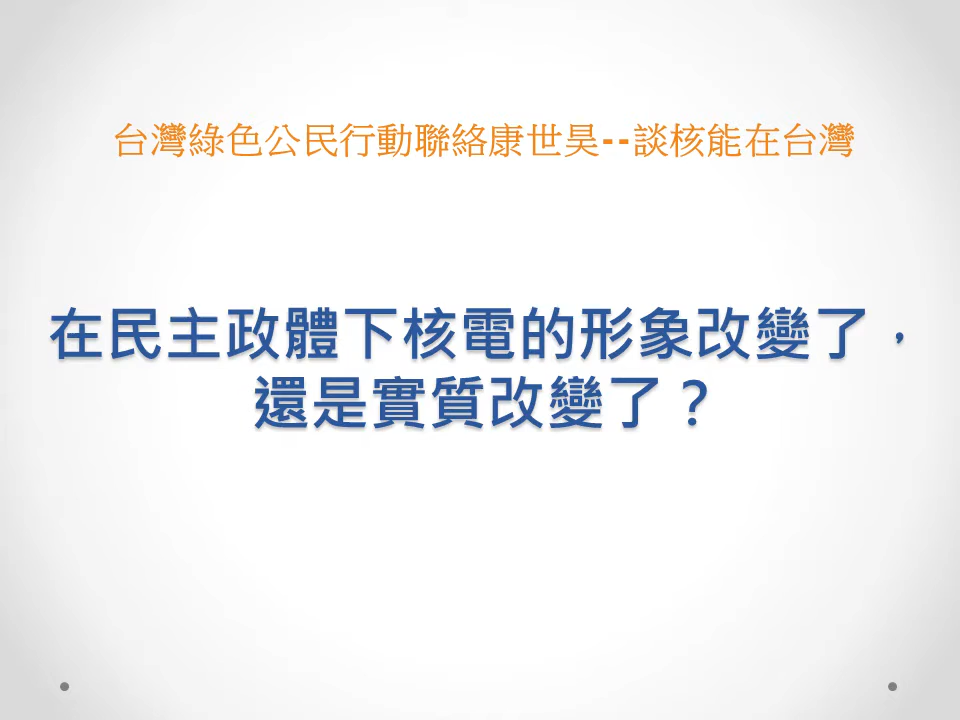 台灣綠色公民行動聯絡康世昊--談核能在台灣
在民主政體下核電的形象改變了，
還是實質改變了？